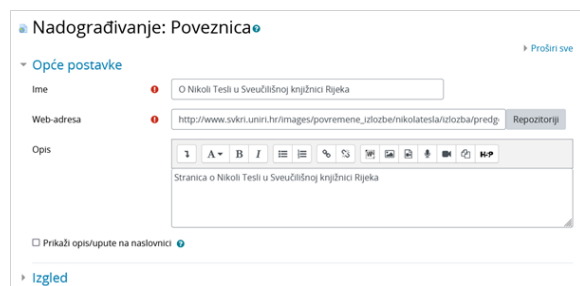 Nadograđivanje: Poveznica
Proširi sve
Opće postavke
Ime
O Nikoli Tesli u Sveučilišnoj knjižnici Rijeka
Web-adresa
http://www.svkri.uniri.hr/images/povremene_izlozbe/nikolatesla/izlozba/predg
Repozitoriji
Opis
A B I H-P
Stranica o Nikoli Tesli u Sveučilišnoj knjižnici Rijeka
Prikaži opis/upute na naslovnici
Izgled